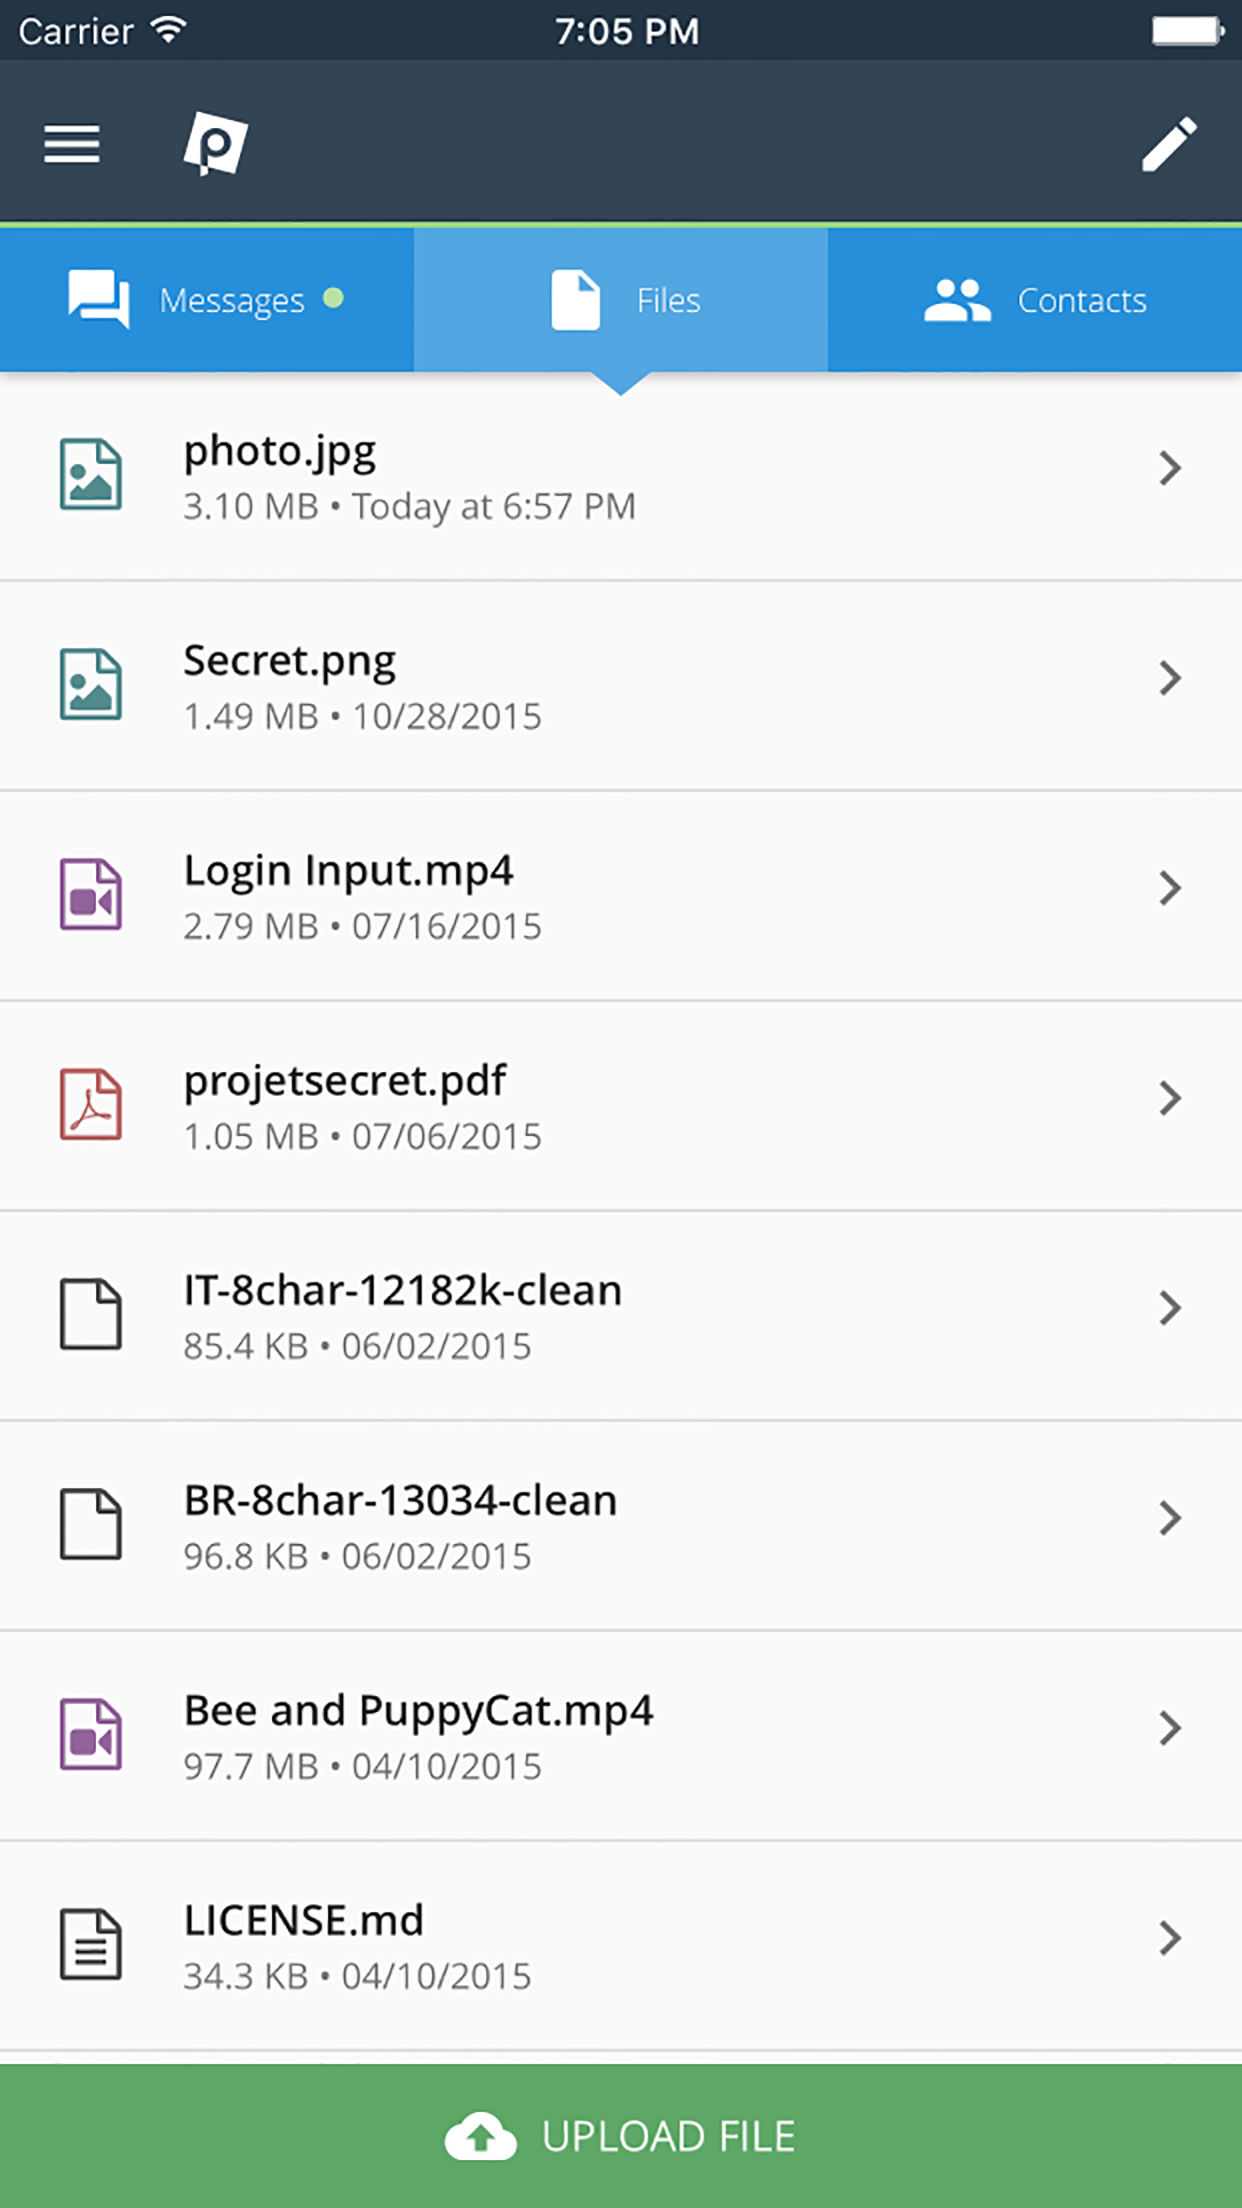 Carrier 7:05 PM
Messages Files Contacts
photo.jpg
3.10 MB • Today at 6:57 PM
Secret.png
1.49 MB • 10/28/2015
Login Input.mp4
2.79 MB • 07/16/2015
projetsecret.pdf
1.05 MB • 07/06/2015
IT-8char-12182k-clean
85.4 KB • 06/02/2015
BR-8char-13034-clean
96.8 KB • 06/02/2015
Bee and PuppyCat.mp4
97.7 MB • 04/10/2015
LICENSE.md
34.3 KB • 04/10/2015
UPLOAD FILE